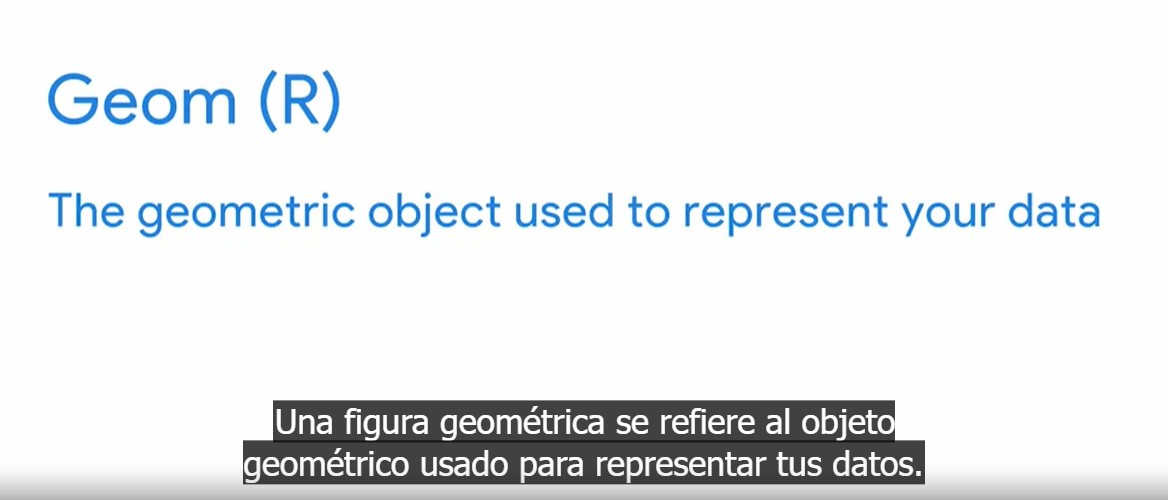 Geom (R)
The geometric object used to represent your data
Una figura geométrica se refiere al objeto
geométrico usado para representar tus datos.